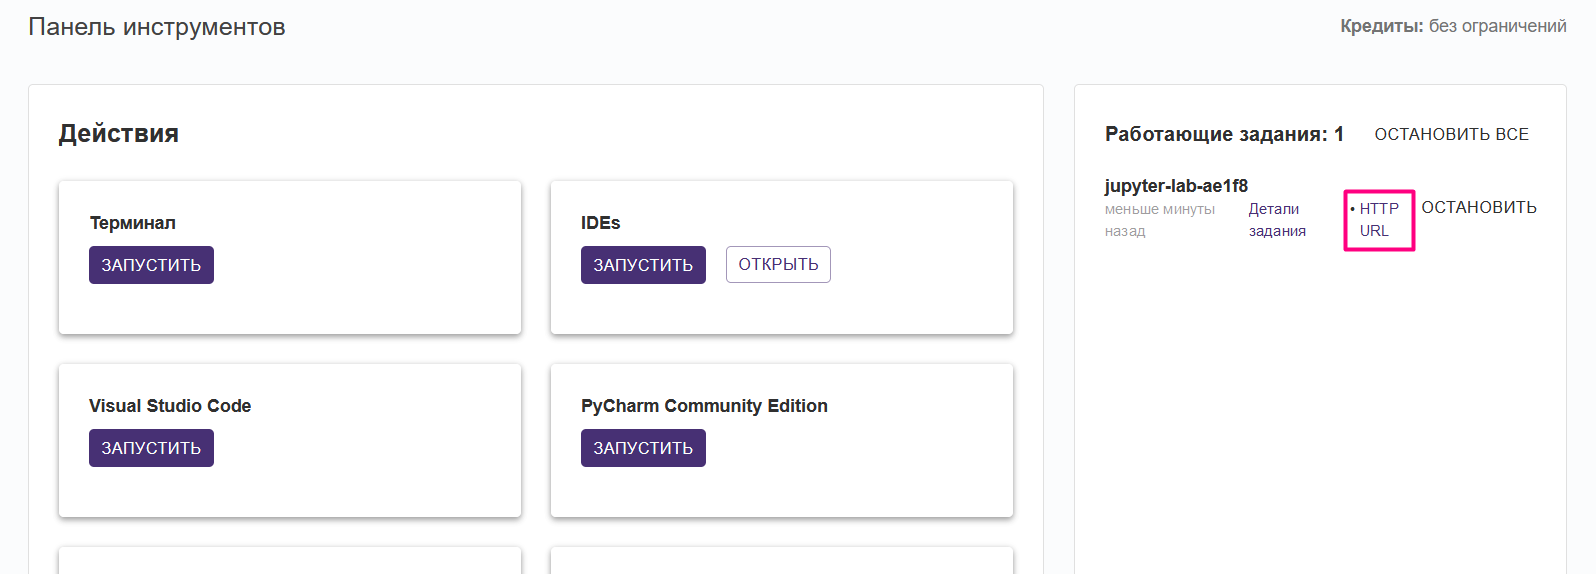 Панель инструментов
Кредиты: без ограничений
Действия
Терминал
ЗАПУСТИТЬ
IDEs
ЗАПУСТИТЬ ОТКРЫТЬ
Visual Studio Code
ЗАПУСТИТЬ
PyCharm Community Edition
ЗАПУСТИТЬ
Работающие задания: 1 ОСТАНОВИТЬ ВСЕ
jupyter-lab-ae1f8
меньше минуты
назад
Детали
задания
• HTTP
URL
ОСТАНОВИТЬ